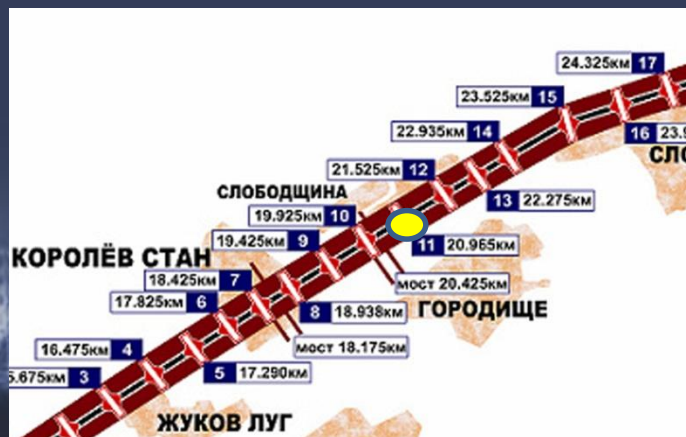 24.325км 17
23.525км 15
22.935км 14
16 23.9
СЛО
21.525км 12
СЛОБОДЩИНА
13 22.275км
19.925км 10
19.425км 9
11 20.965км
КОРОЛЁВ СТАН
18.425км 7
мост 20.425км
17.825км 6
8 18.938км
ГОРОДИЩЕ
16.475км 4
мост 18.175км
5.675км 3
5 17.290км
ЖУКОВ ЛУГ